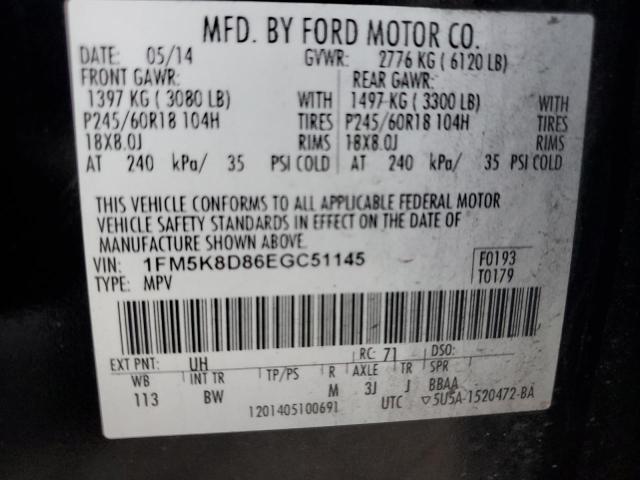 MFD. BY FORD MOTOR CO.
DATE: 05/14 GVWR: 2776 KG ( 6120 LB)
FRONT GAWR: REAR GAWR:
1397 KG ( 3080 LB) WITH 1497 KG ( 3300 LB) WITH
P245/60R18 104H TIRES P245/60R18 104H TIRES
18X8.0J RIMS 18X8.0J RIMS
AT 240 kPa/ 35 PSI COLD AT 240 kPa/ 35 PSI COLD
THIS VEHICLE CONFORMS TO ALL APPLICABLE FEDERAL MOTOR
VEHICLE SAFETY STANDARDS IN EFFECT ON THE DATE OF
MANUFACTURE SHOWN ABOVE.
VIN: 1FM5K8D86EGC51145 F0193
TYPE: MPV T0179
EXT PNT: UH RC: 71 DSO:
WB INT TR TP/PS R AXLE TR SPR
113 BW M 3J J BBAA
1201405100691 UTC ▽5U5A-1520472-BA